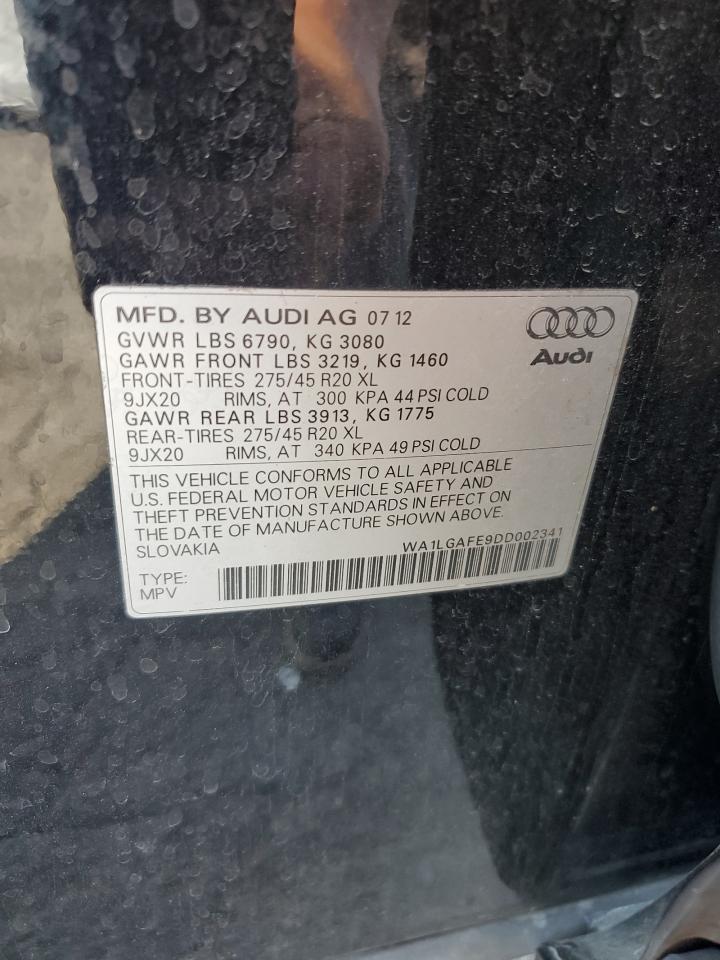 MFD. BY AUDI AG 07 12
GVWR LBS 6790, KG 3080
GAWR FRONT LBS 3219, KG 1460
FRONT-TIRES 275/45 R20 XL
9JX20 RIMS, AT 300 KPA 44 PSI COLD
GAWR REAR LBS 3913, KG 1775
REAR-TIRES 275/45 R20 XL
9JX20 RIMS, AT 340 KPA 49 PSI COLD
Audi
THIS VEHICLE CONFORMS TO ALL APPLICABLE
U.S. FEDERAL MOTOR VEHICLE SAFETY AND
THEFT PREVENTION STANDARDS IN EFFECT ON
THE DATE OF MANUFACTURE SHOWN ABOVE.
SLOVAKIA WA1LGAFE9DD002341
TYPE:
MPV